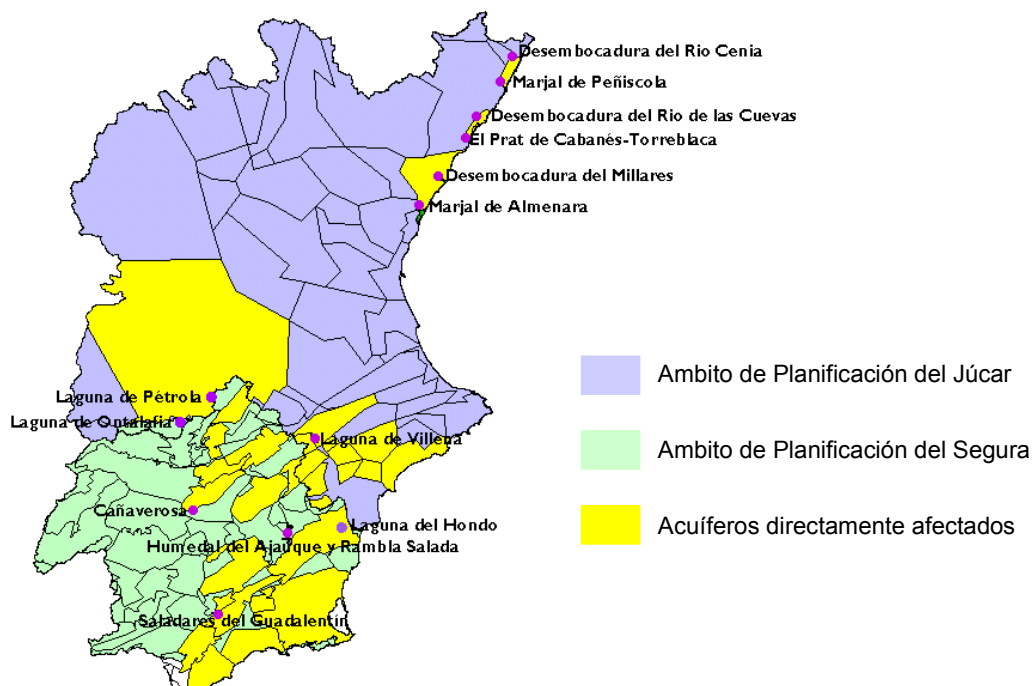 Desembocadura del Rio Cenia
Marjal de Peñiscola
Desembocadura del Rio de las Cuevas
El Prat de Cabanés-Torreblaca
Desembocadura del Millares
Marjal de Almenara
Laguna de Pétrola
Laguna de Ontalafia
Laguna de Villena
Cañaverosa
Laguna del Hondo
Humedal del Ajauque y Rambla Salada
Saladares del Guadalentin
Ambito de Planificación del Júcar
Ambito de Planificación del Segura
Acuíferos directamente afectados